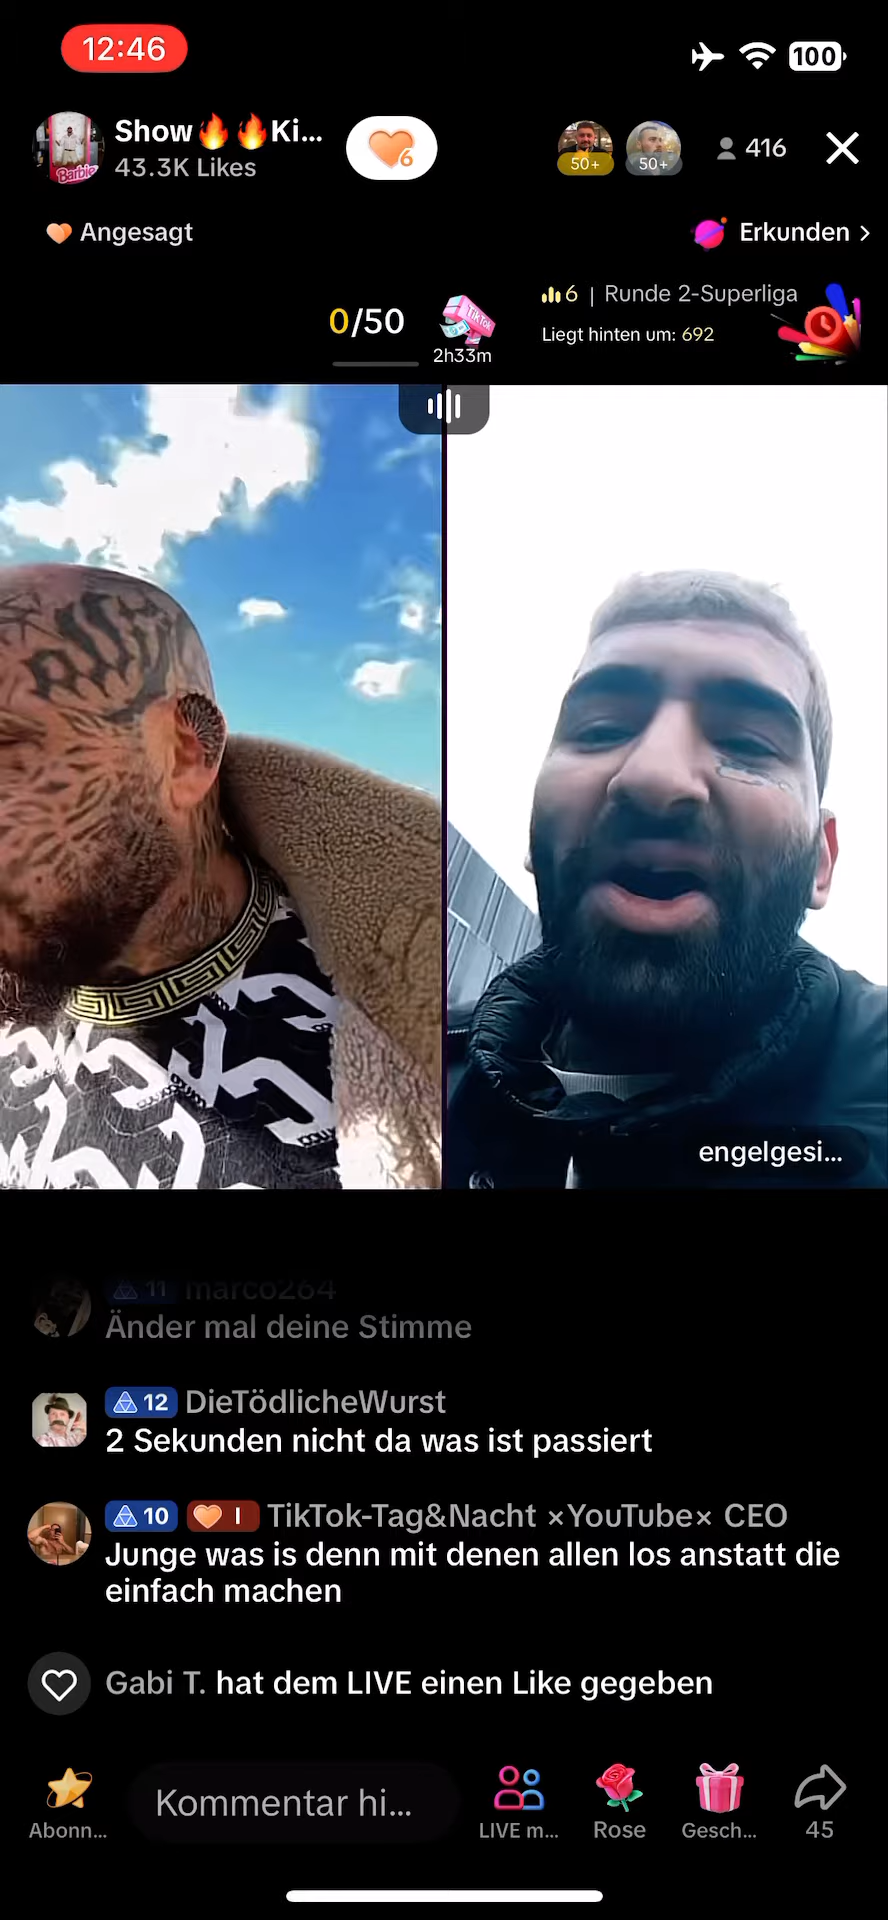 12:46
100
Show🔥🔥Ki...
43.3K Likes
6
50+
50+
416
Angesagt
Erkunden >
0/50
TikTok
2h33m
6 | Runde 2-Superliga
Liegt hinten um: 692
engelgesi...
11 marco264
Änder mal deine Stimme
12 DieTödlicheWurst
2 Sekunden nicht da was ist passiert
10 I TikTok-Tag&Nacht ×YouTube× CEO
Junge was is denn mit denen allen los anstatt die
einfach machen
Gabi T. hat dem LIVE einen Like gegeben
Abonn...
Kommentar hi...
LIVE m...
Rose
Gesch...
45
Barbie